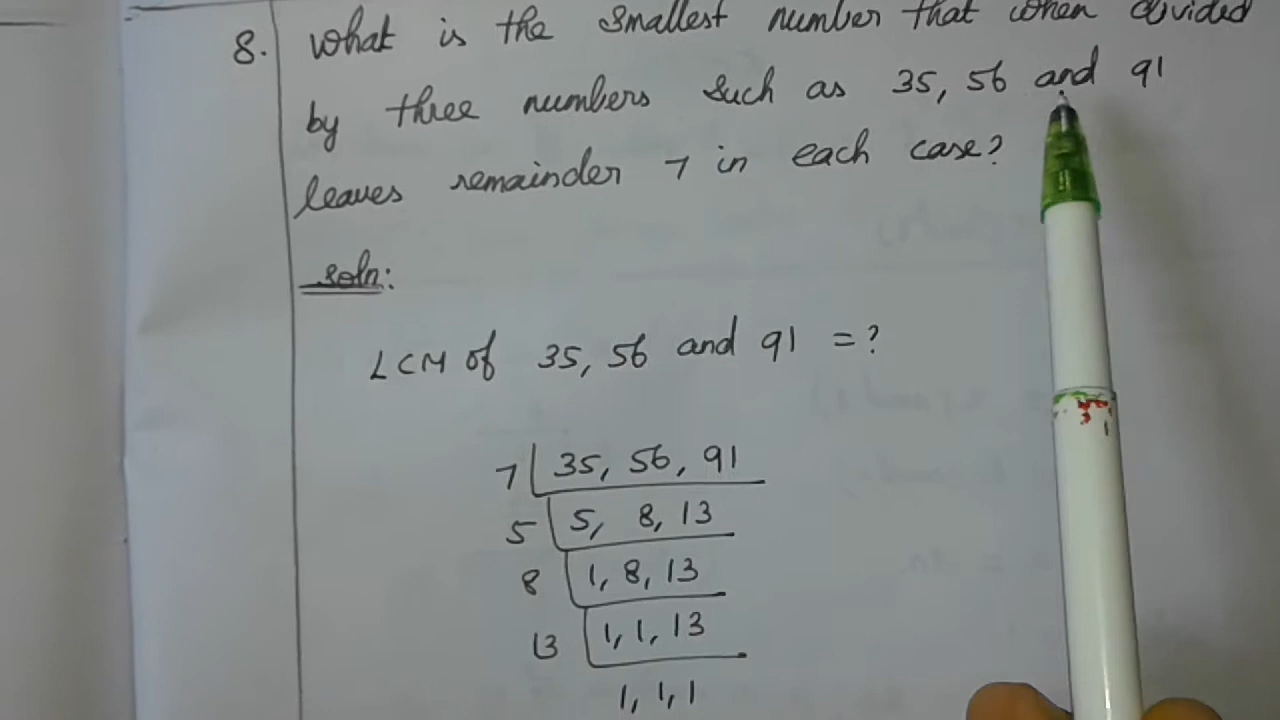 8. What is the smallest number that when divided
by three numbers such as 35, 56 and 91
leaves remainder 7 in each case?
soln:
LCM of 35, 56 and 91 = ?
7 35, 56, 91
5 5, 8, 13
8 1, 8, 13
13 1, 1, 13
1, 1, 1